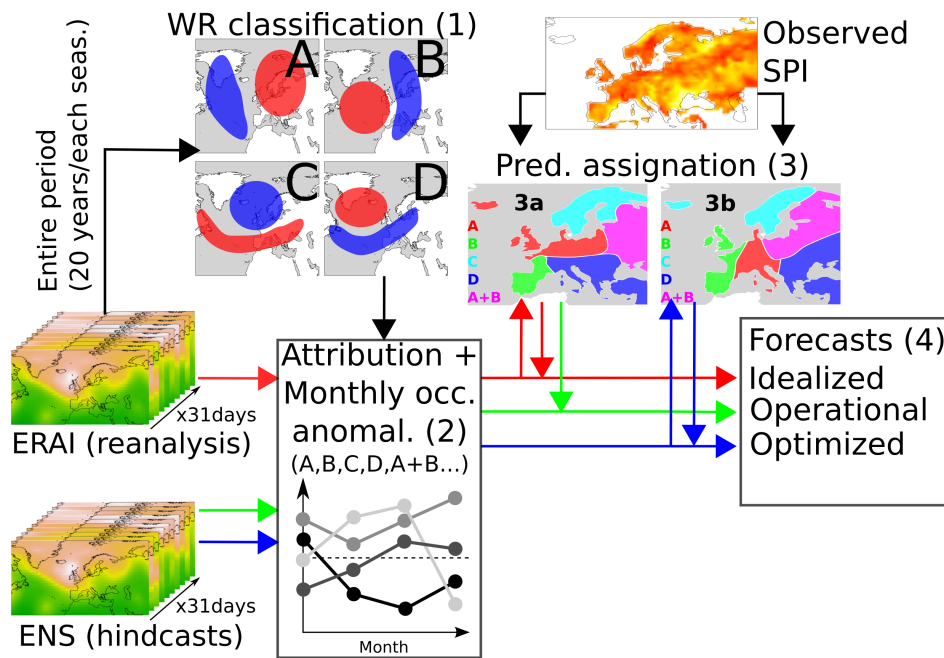 WR classification (1)
A
B
C
D
Entire period
(20 years/each seas.)
Observed
SPI
Pred. assignation (3)
3a
A
B
C
D
A+B
3b
A
B
C
D
A+B
x31days
ERAI (reanalysis)
x31days
ENS (hindcasts)
Attribution +
Monthly occ.
anomal. (2)
(A,B,C,D,A+B...)
Month
Forecasts (4)
Idealized
Operational
Optimized